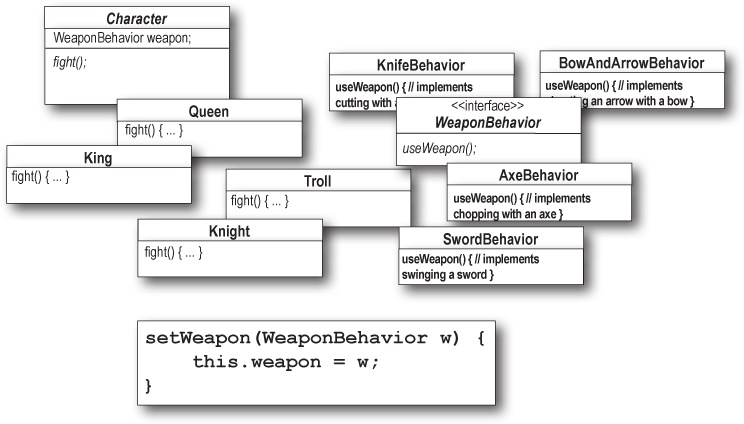 Character
WeaponBehavior weapon;
fight();
Queen
fight() { ... }
King
fight() { ... }
Troll
fight() { ... }
Knight
fight() { ... }
KnifeBehavior
useWeapon() { // implements
cutting with
BowAndArrowBehavior
useWeapon() { // implements
an arrow with a bow }
<<interface>>
WeaponBehavior
useWeapon();
AxeBehavior
useWeapon() { // implements
chopping with an axe }
SwordBehavior
useWeapon() { // implements
swinging a sword }
setWeapon(WeaponBehavior w) {
this.weapon = w;
}